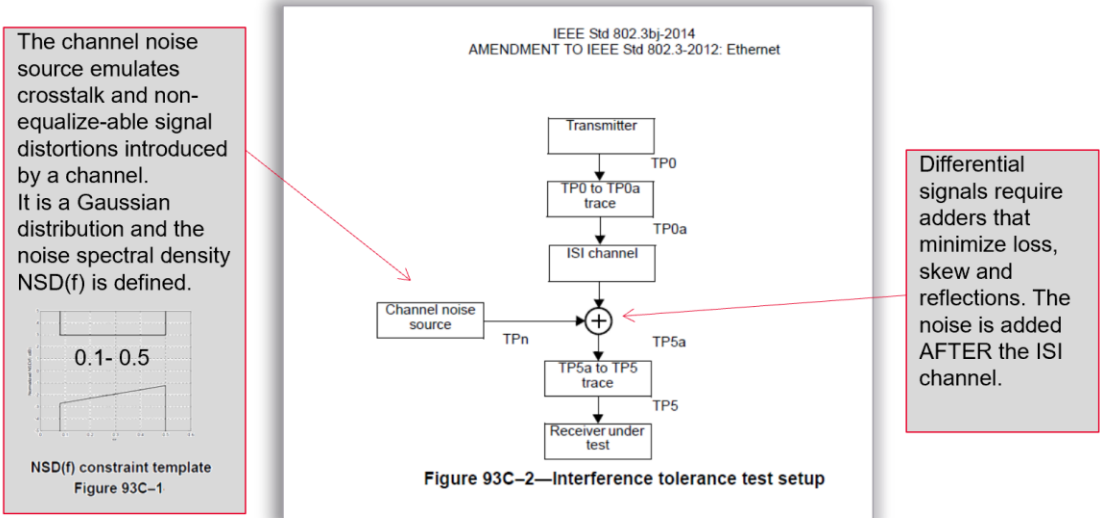 The channel noise
source emulates
crosstalk and non-
equalize-able signal
distortions introduced
by a channel.
It is a Gaussian
distribution and the
noise spectral density
NSD(f) is defined.
0.1- 0.5
NSD(f) constraint template
Figure 93C–1
IEEE Std 802.3bj-2014
AMENDMENT TO IEEE Std 802.3-2012: Ethernet
Transmitter
TP0
TP0 to TP0a
trace
TP0a
ISI channel
Channel noise
source
TPn
TP5a
TP5a to TP5
trace
TP5
Receiver under
test
Figure 93C–2—Interference tolerance test setup
Differential
signals require
adders that
minimize loss,
skew and
reflections. The
noise is added
AFTER the ISI
channel.